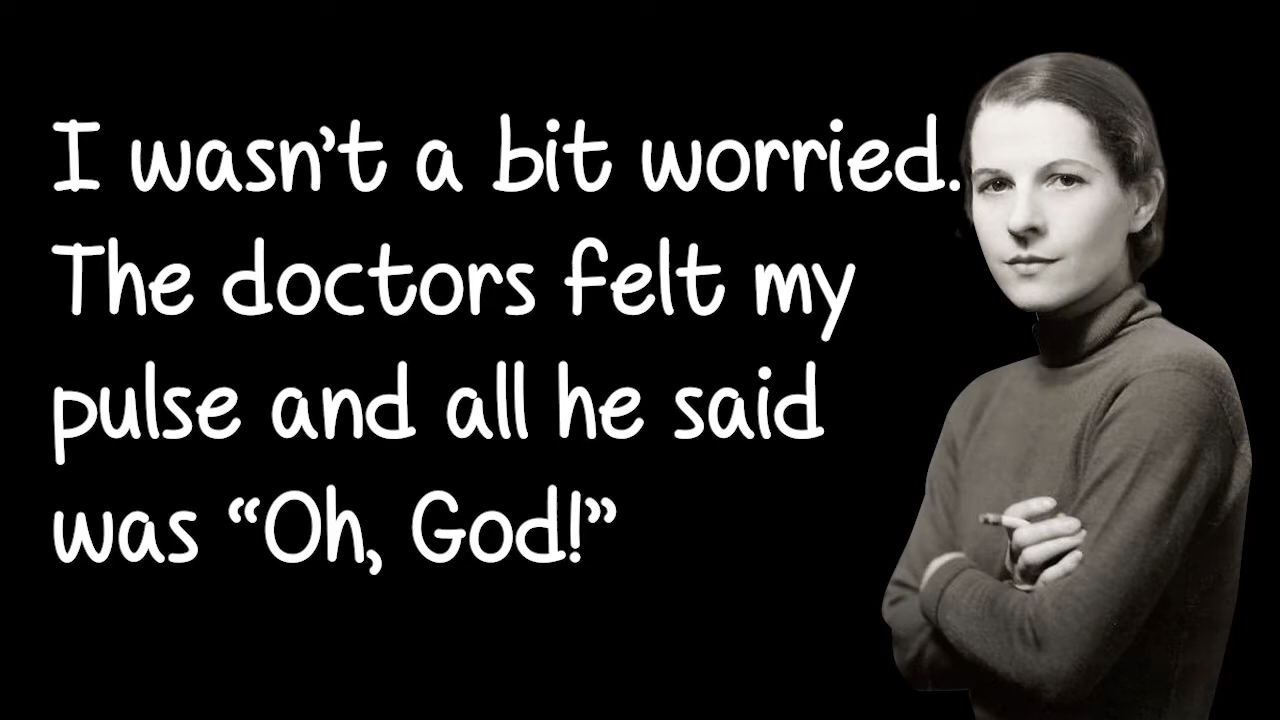 I wasn’t a bit worried.
The doctors felt my
pulse and all he said
was “Oh, God!”